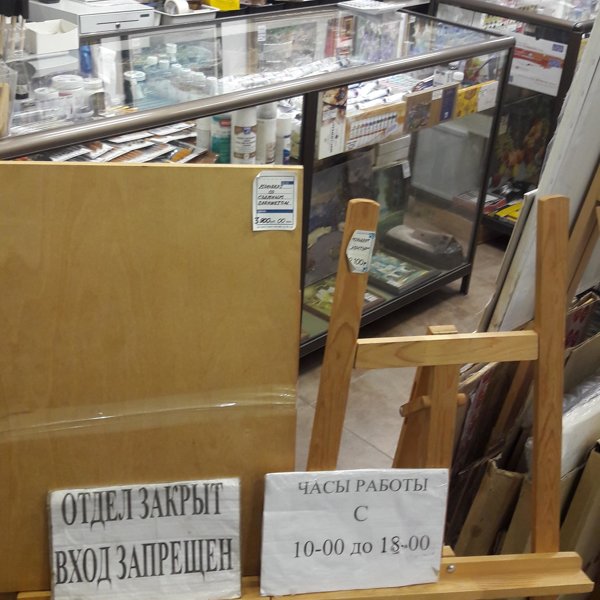 ОТДЕЛ ЗАКРЫТ
ВХОД ЗАПРЕЩЕН
ЧАСЫ РАБОТЫ
С
10-00 до 18-00